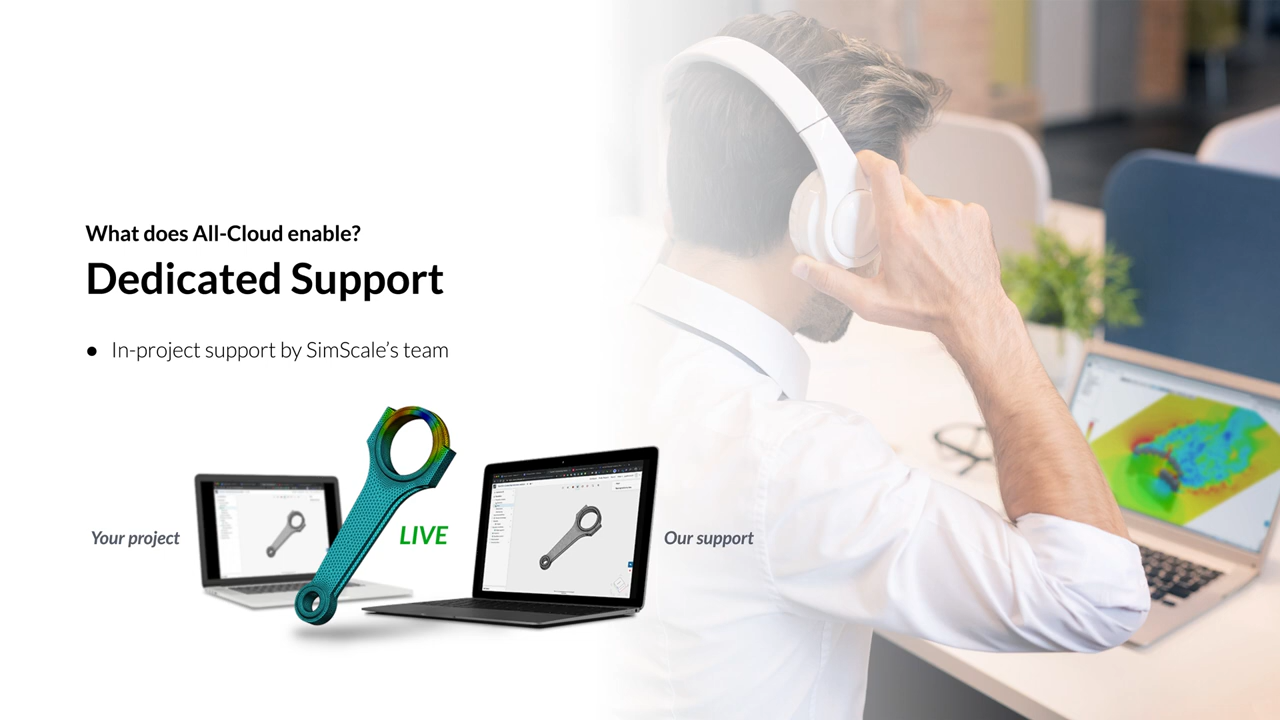 What does All-Cloud enable?
Dedicated Support
● In-project support by SimScale’s team
Your project
LIVE
Our support